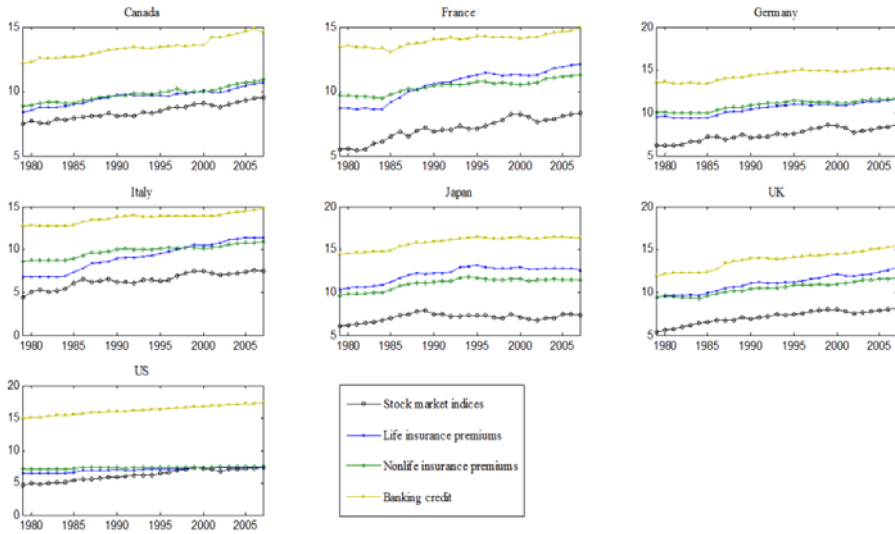 Canada
15
10
5
1980 1985 1990 1995 2000 2005
France
15
10
5
1980 1985 1990 1995 2000 2005
Germany
20
15
10
5
1980 1985 1990 1995 2000 2005
Italy
15
10
5
0
1980 1985 1990 1995 2000 2005
Japan
20
15
10
5
1980 1985 1990 1995 2000 2005
UK
20
15
10
5
1980 1985 1990 1995 2000 2005
US
20
15
10
5
0
1980 1985 1990 1995 2000 2005
Stock market indices
Life insurance premiums
Nonlife insurance premiums
Banking credit